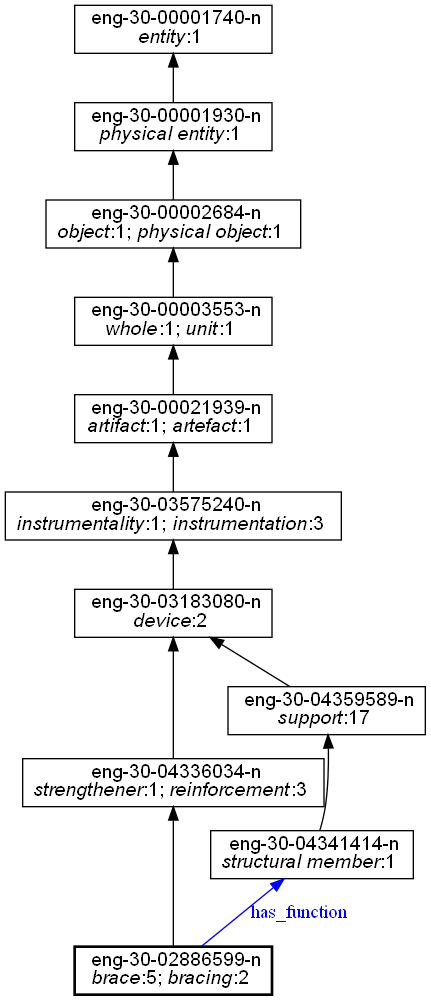 eng-30-00001740-n
entity:1
eng-30-00001930-n
physical entity:1
eng-30-00002684-n
object:1; physical object:1
eng-30-00003553-n
whole:1; unit:1
eng-30-00021939-n
artifact:1; artefact:1
eng-30-03575240-n
instrumentality:1; instrumentation:3
eng-30-03183080-n
device:2
eng-30-04359589-n
support:17
eng-30-04336034-n
strengthener:1; reinforcement:3
eng-30-04341414-n
structural member:1
has_function
eng-30-02886599-n
brace:5; bracing:2